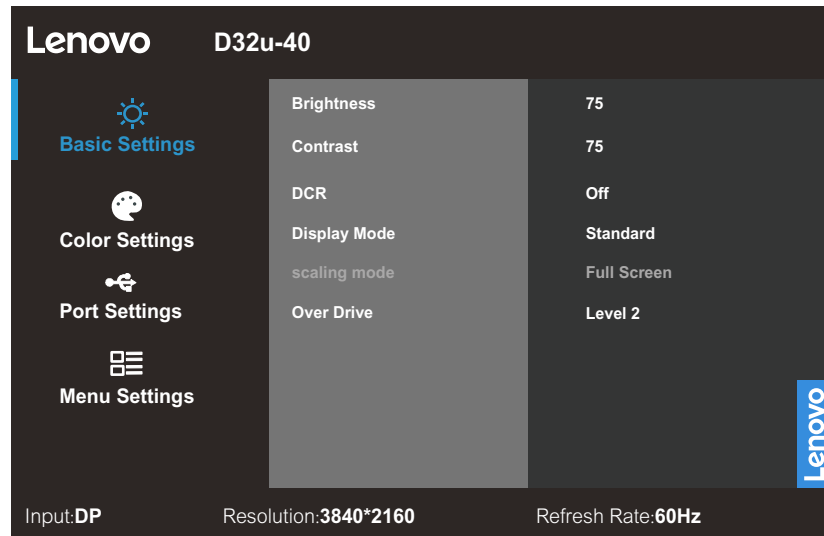 Lenovo D32u-40
Basic Settings
Color Settings
Port Settings
Menu Settings
Brightness 75
Contrast 75
DCR Off
Display Mode Standard
scaling mode Full Screen
Over Drive Level 2
Lenovo
Input:DP Resolution:3840*2160 Refresh Rate:60Hz